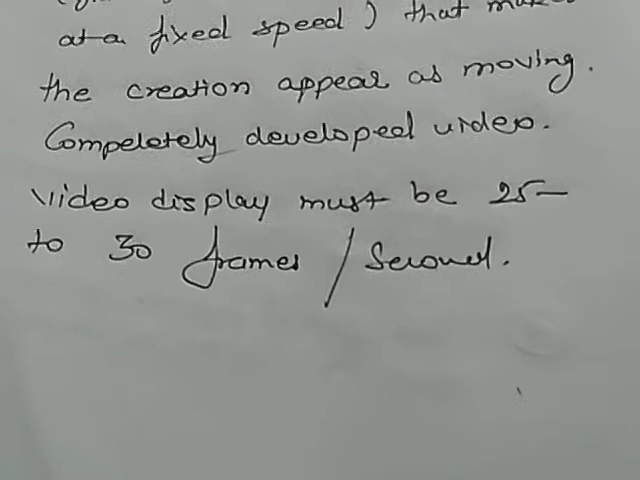 at a fixed speed) that
the creation appear as moving.
Compeletely developed video.
Video display must be 25-
to 30 frames / Second.